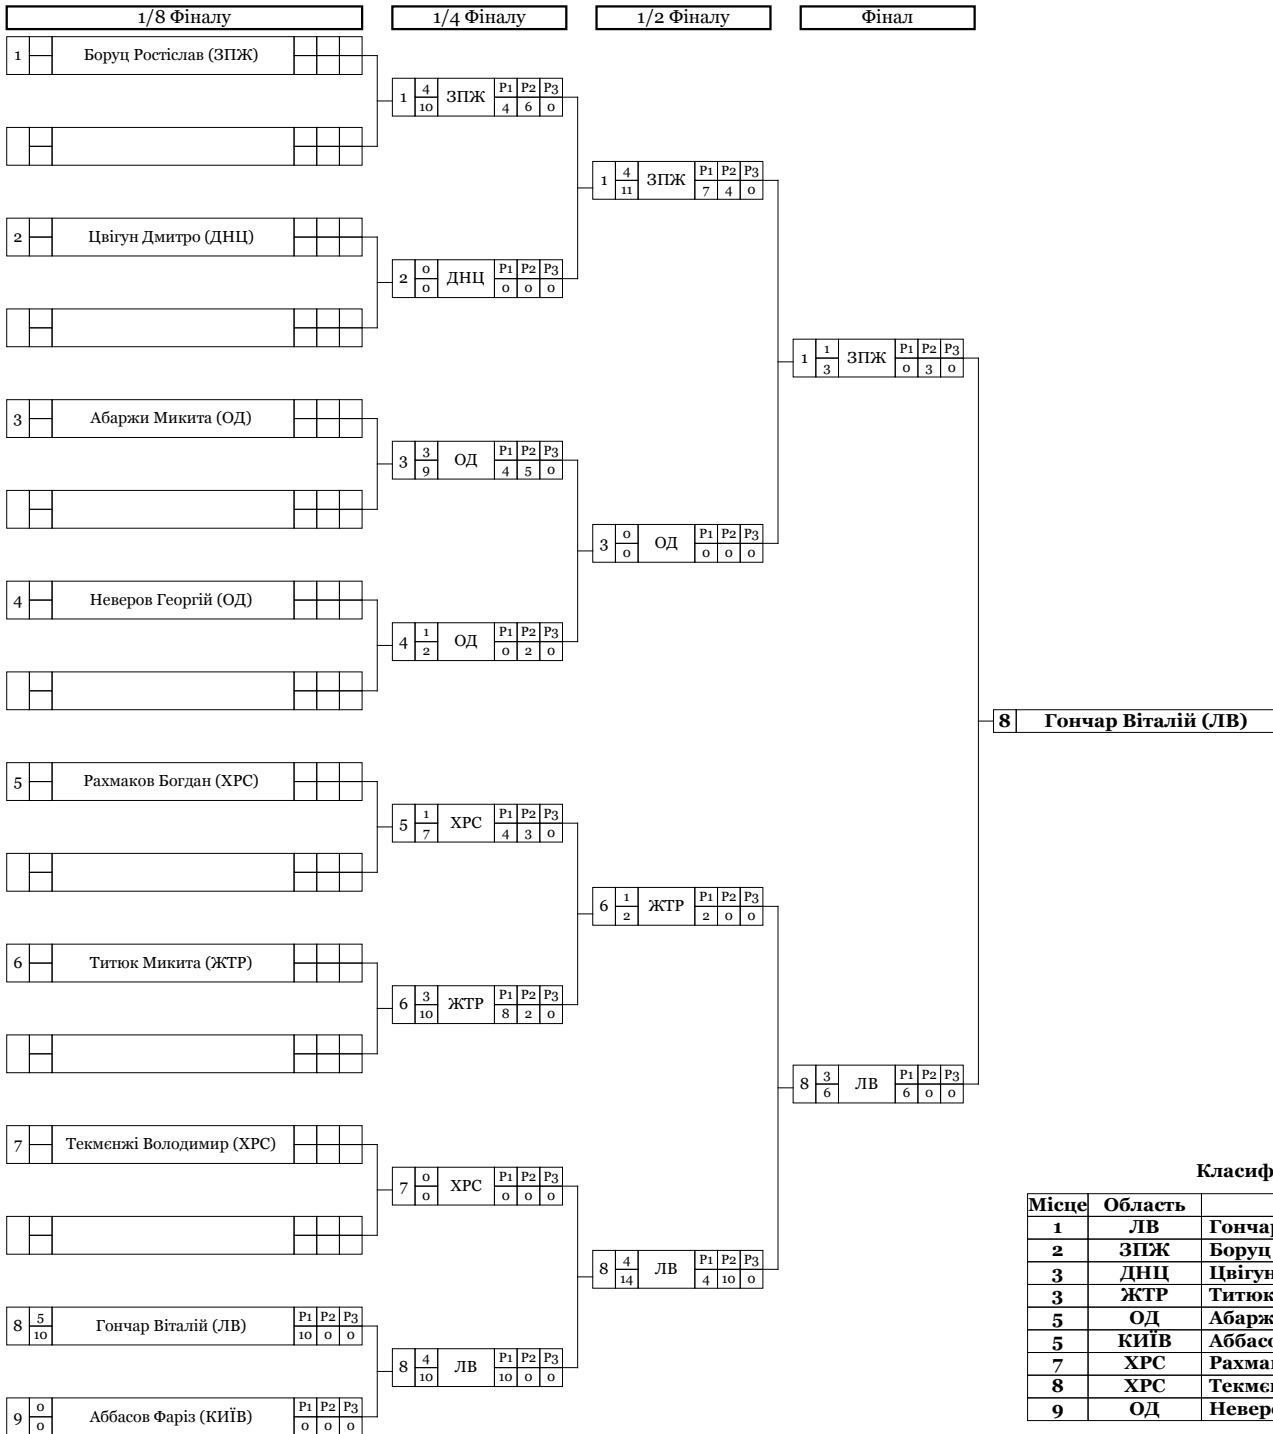 1/8 Фіналу 1/4 Фіналу 1/2 Фіналу Фінал
1 Боруц Ростіслав (ЗПЖ)
1 4 10 ЗПЖ P1 P2 P3 4 6 0
1 4 11 ЗПЖ P1 P2 P3 7 4 0
2 Цвігун Дмитро (ДНЦ)
2 0 0 ДНЦ P1 P2 P3 0 0 0
1 1 3 ЗПЖ P1 P2 P3 0 3 0
3 Абаржи Микита (ОД)
3 3 9 ОД P1 P2 P3 4 5 0
3 0 0 ОД P1 P2 P3 0 0 0
4 Неверов Георгій (ОД)
4 1 2 ОД P1 P2 P3 0 2 0
8 Гончар Віталій (ЛВ)
5 Рахмаков Богдан (ХРС)
5 1 7 ХРС P1 P2 P3 4 3 0
6 1 2 ЖТР P1 P2 P3 2 0 0
6 Титюк Микита (ЖТР)
6 3 10 ЖТР P1 P2 P3 8 2 0
8 3 6 ЛВ P1 P2 P3 6 0 0
7 Текмєнжі Володимир (ХРС)
7 0 0 ХРС P1 P2 P3 0 0 0
8 4 14 ЛВ P1 P2 P3 4 10 0
8 5 10 Гончар Віталій (ЛВ) P1 P2 P3 10 0 0
8 4 10 ЛВ P1 P2 P3 10 0 0
9 0 0 Аббасов Фаріз (КИЇВ) P1 P2 P3 0 0 0
Класиф
Місце Область
1 ЛВ Гончар
2 ЗПЖ Боруц
3 ДНЦ Цвігун
3 ЖТР Титюк
5 ОД Абарж
5 КИЇВ Аббасо
7 ХРС Рахмак
8 ХРС Текмєн
9 ОД Неверо